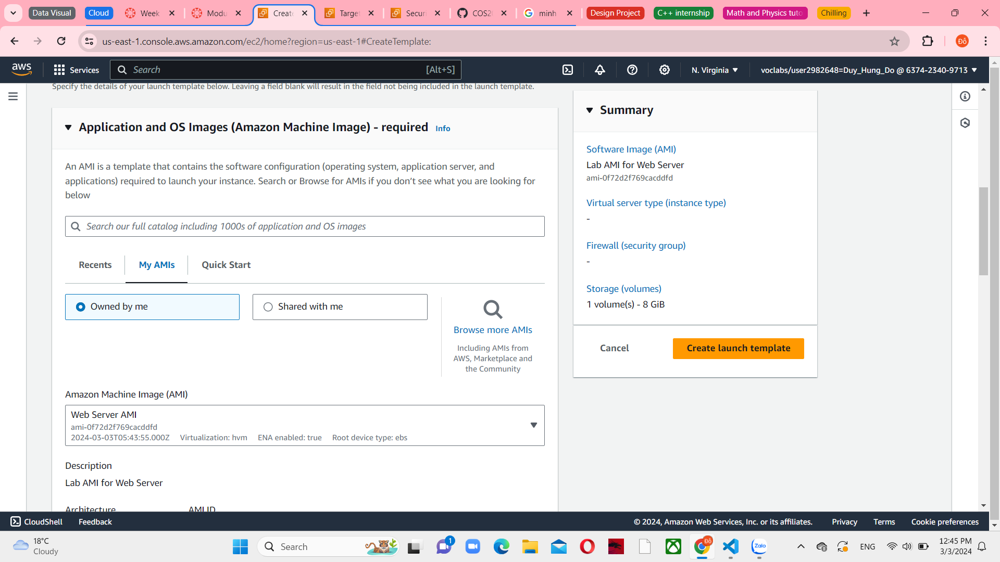 Data Visual
Cloud
Week
Modu
Create
Target
Securi
COS20
minh
Design Project
C++ internship
Math and Physics tuto
Chilling
us-east-1.console.aws.amazon.com/ec2/home?region=us-east-1#CreateTemplate:
Đỗ
aws
Services
Search
[Alt+S]
N. Virginia
voclabs/user2982648=Duy_Hung_Do @ 6374-2340-9713
Specify the details of your launch template below. Leaving a field blank will result in the field not being included in the launch template.
Application and OS Images (Amazon Machine Image) - required Info
An AMI is a template that contains the software configuration (operating system, application server, and
applications) required to launch your instance. Search or Browse for AMIs if you don’t see what you are looking for
below
Search our full catalog including 1000s of application and OS images
Recents
My AMIs
Quick Start
Owned by me
Shared with me
Browse more AMIs
Including AMIs from
AWS, Marketplace and
the Community
Amazon Machine Image (AMI)
Web Server AMI
ami-0f72d2f769cacddfd
2024-03-03T05:43:55.000Z Virtualization: hvm ENA enabled: true Root device type: ebs
Description
Lab AMI for Web Server
Architecture
AMI ID
Summary
Software Image (AMI)
Lab AMI for Web Server
ami-0f72d2f769cacddfd
Virtual server type (instance type)
-
Firewall (security group)
-
Storage (volumes)
1 volume(s) - 8 GiB
Cancel
Create launch template
CloudShell
Feedback
© 2024, Amazon Web Services, Inc. or its affiliates.
Privacy
Terms
Cookie preferences
18°C
Cloudy
Search
1
Đỗ
Zalo
ENG
12:45 PM
3/3/2024